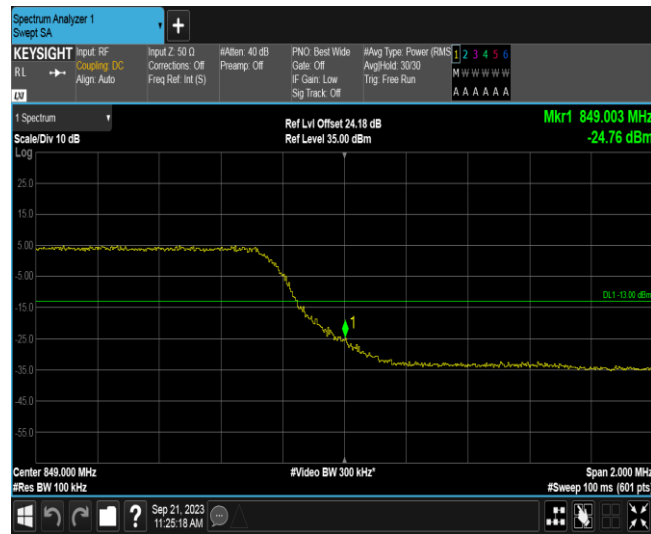 Spectrum Analyzer 1
Swept SA
+
KEYSIGHT
RL
LXI
Input: RF
Coupling: DC
Align: Auto
Input Z: 50 Ω
Corrections: Off
Freq Ref: Int (S)
#Atten: 40 dB
Preamp: Off
PNO: Best Wide
Gate: Off
IF Gain: Low
Sig Track: Off
#Avg Type: Power (RMS
Avg|Hold: 30/30
Trig: Free Run
1 2 3 4 5 6
M W W W W W
A A A A A A
1 Spectrum
Scale/Div 10 dB
Log
Ref Lvl Offset 24.18 dB
Ref Level 35.00 dBm
Mkr1 849.003 MHz
-24.76 dBm
25.0
15.0
5.00
-5.00
DL1 -13.00 dBm
-15.0
1
-25.0
-35.0
-45.0
-55.0
Center 849.000 MHz
#Res BW 100 kHz
#Video BW 300 kHz*
Span 2.000 MHz
#Sweep 100 ms (601 pts)
?
Sep 21, 2023
11:25:18 AM